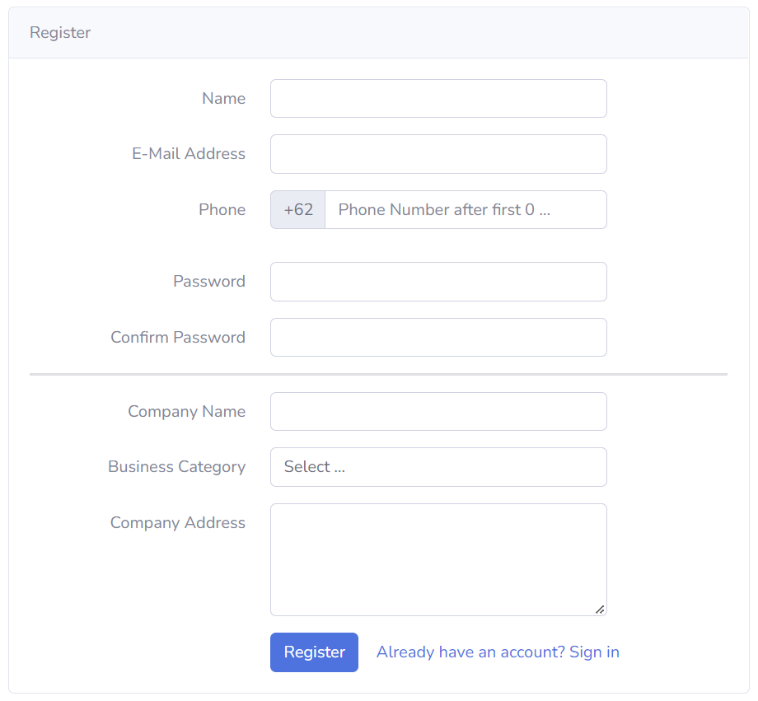 Register
Name
E-Mail Address
Phone +62 Phone Number after first 0 ...
Password
Confirm Password
Company Name
Business Category Select ...
Company Address
Register Already have an account? Sign in